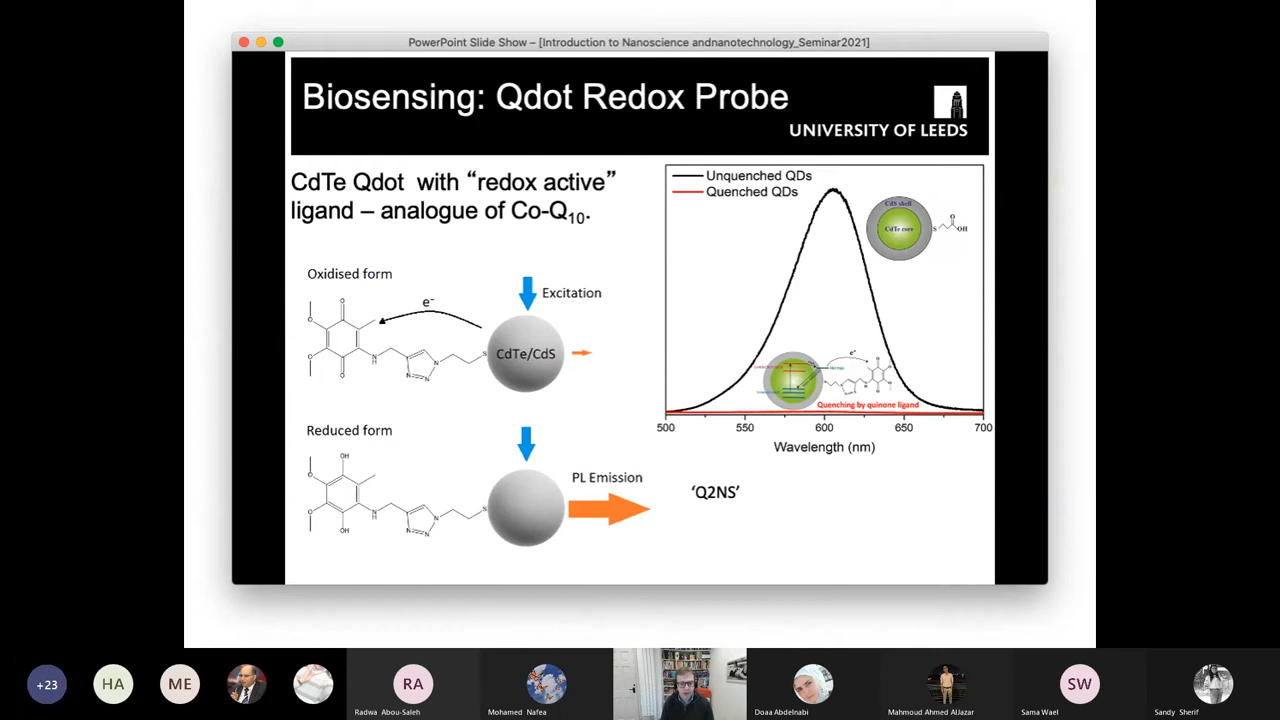 PowerPoint Slide Show – [Introduction to Nanoscience andnanotechnology_Seminar2021]
Biosensing: Qdot Redox Probe
UNIVERSITY OF LEEDS
CdTe Qdot with “redox active”
ligand – analogue of Co-Q10.
Oxidised form
e⁻
Excitation
CdTe/CdS
Reduced form
PL Emission
Unquenched QDs
Quenched QDs
CdS shell
CdTe core
S
O
OH
e⁻
Quenching by quinone ligand
500
550
600
650
700
Wavelength (nm)
‘Q2NS’
+23
HA
ME
RA
SW
Radwa Abou-Saleh
Mohamed Nafea
Doaa Abdelnabi
Mahmoud Ahmed AlJazar
Sama Wael
Sandy Sherif